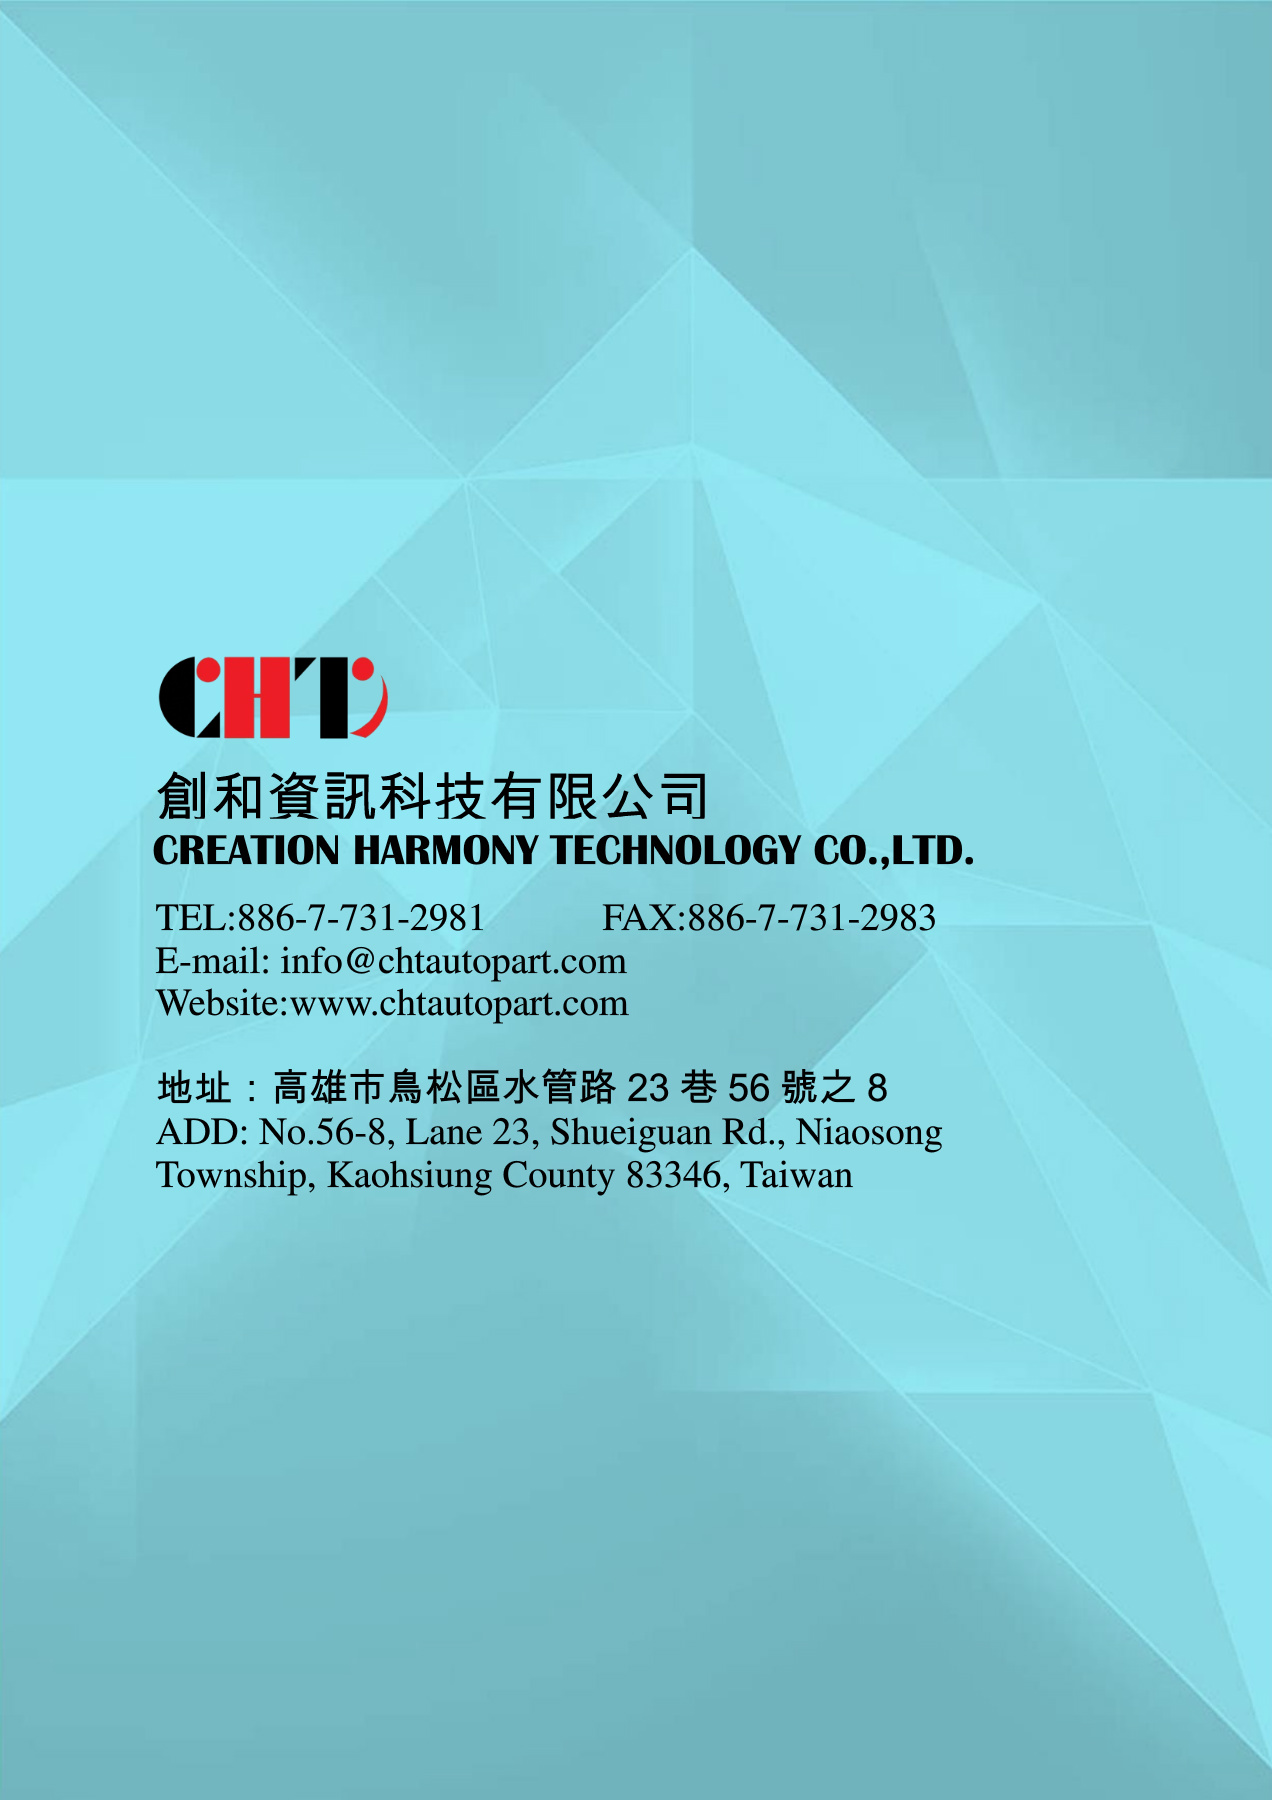 CHT
創和資訊科技有限公司
CREATION HARMONY TECHNOLOGY CO.,LTD.
TEL:886-7-731-2981 FAX:886-7-731-2983
E-mail: info@chtautopart.com
Website:www.chtautopart.com
地址：高雄市鳥松區水管路 23 巷 56 號之 8
ADD: No.56-8, Lane 23, Shueiguan Rd., Niaosong
Township, Kaohsiung County 83346, Taiwan